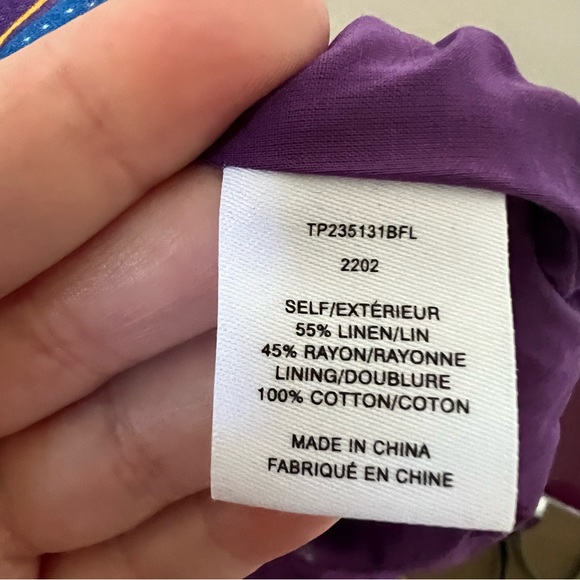 TP235131BFL
2202
SELF/EXTÉRIEUR
55% LINEN/LIN
45% RAYON/RAYONNE
LINING/DOUBLURE
100% COTTON/COTON
MADE IN CHINA
FABRIQUÉ EN CHINE